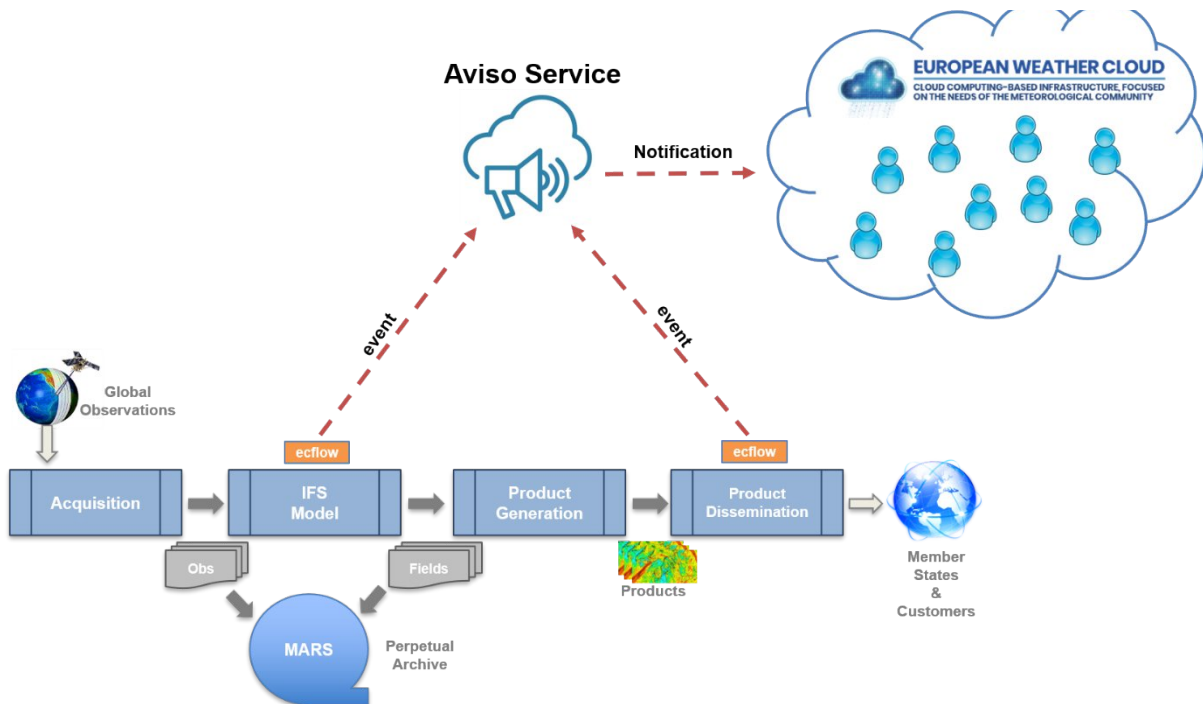 Aviso Service
EUROPEAN WEATHER CLOUD
CLOUD COMPUTING-BASED INFRASTRUCTURE, FOCUSED
ON THE NEEDS OF THE METEOROLOGICAL COMMUNITY
Notification
event
event
Global
Observations
ecflow
ecflow
Acquisition
IFS
Model
Product
Generation
Product
Dissemination
Obs
Fields
Products
Member
States
&
Customers
MARS
Perpetual
Archive